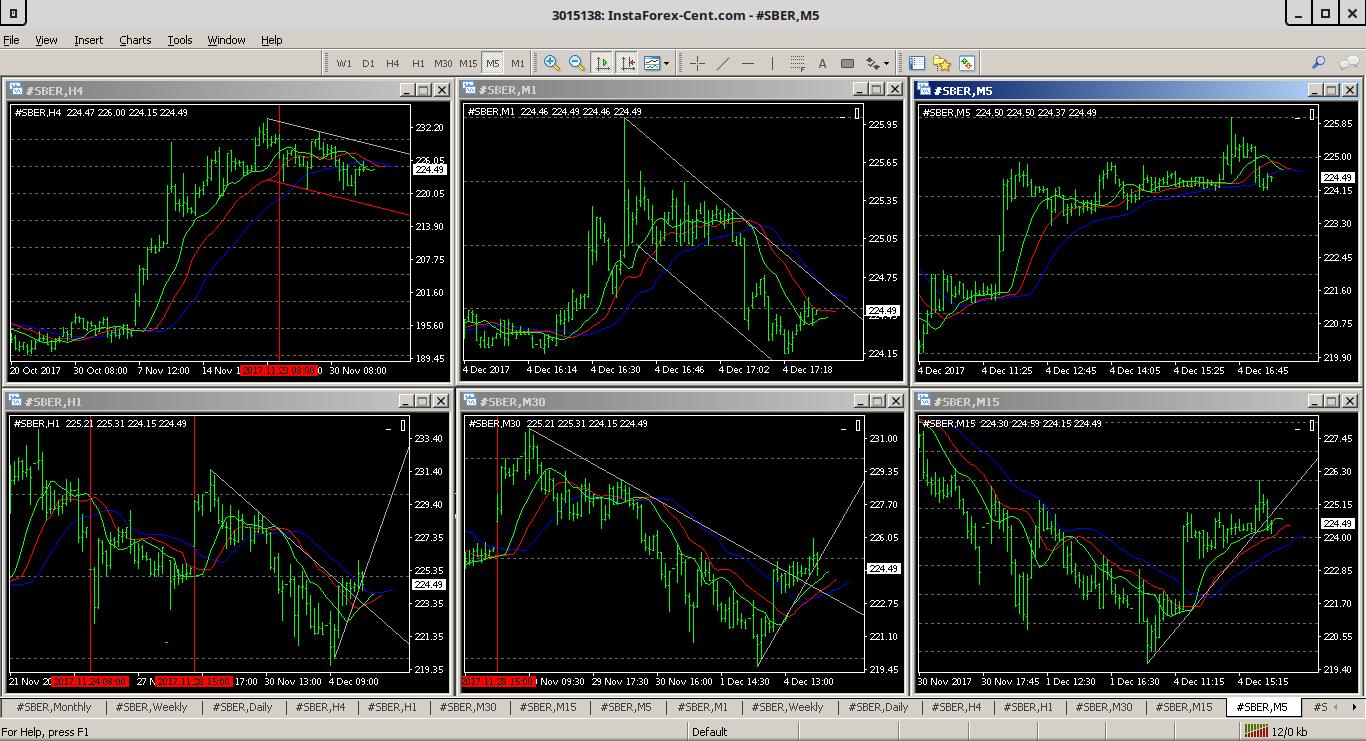 3015138: InstaForex-Cent.com - #SBER,M5
File View Insert Charts Tools Window Help
W1 D1 H4 H1 M30 M15 M5 M1 A
#SBER,H4
#SBER,H4 224.47 226.00 224.15 224.49
232.20
226.05
224.49
220.05
213.90
207.75
201.60
195.60
189.45
20 Oct 2017 30 Oct 08:00 7 Nov 12:00 14 Nov 1 2017.11.23 08:00 0 30 Nov 08:00
#SBER,M1
#SBER,M1 224.46 224.49 224.46 224.49
225.95
225.65
225.35
225.05
224.75
224.49
224.15
4 Dec 2017 4 Dec 16:14 4 Dec 16:30 4 Dec 16:46 4 Dec 17:02 4 Dec 17:18
#SBER,M5
#SBER,M5 224.50 224.50 224.37 224.49
225.85
225.00
224.49
224.15
223.30
222.45
221.60
220.75
219.90
4 Dec 2017 4 Dec 11:25 4 Dec 12:45 4 Dec 14:05 4 Dec 15:25 4 Dec 16:45
#SBER,H1
#SBER,H1 225.21 225.31 224.15 224.49
233.40
231.40
229.40
227.35
225.35
224.49
223.35
221.35
219.35
21 Nov 20 2017.11.24 08:00 27 N 2017.11.28 15:00 17:00 30 Nov 13:00 4 Dec 09:00
#SBER,M30
#SBER,M30 225.21 225.31 224.15 224.49
231.00
229.35
227.70
226.05
224.49
222.75
221.10
219.45
2017.11.28 15:00 Nov 09:30 29 Nov 17:30 30 Nov 16:00 1 Dec 14:30 4 Dec 13:00
#SBER,M15
#SBER,M15 224.30 224.59 224.15 224.49
227.45
226.30
225.15
224.49
224.00
222.85
221.70
220.55
219.40
30 Nov 2017 30 Nov 17:45 1 Dec 12:30 1 Dec 16:30 4 Dec 11:15 4 Dec 15:15
#SBER,Monthly #SBER,Weekly #SBER,Daily #SBER,H4 #SBER,H1 #SBER,M30 #SBER,M15 #SBER,M5 #SBER,M1 #SBER,Weekly #SBER,Daily #SBER,H4 #SBER,H1 #SBER,M30 #SBER,M15 #SBER,M5 #S
For Help, press F1 Default 12/0 kb